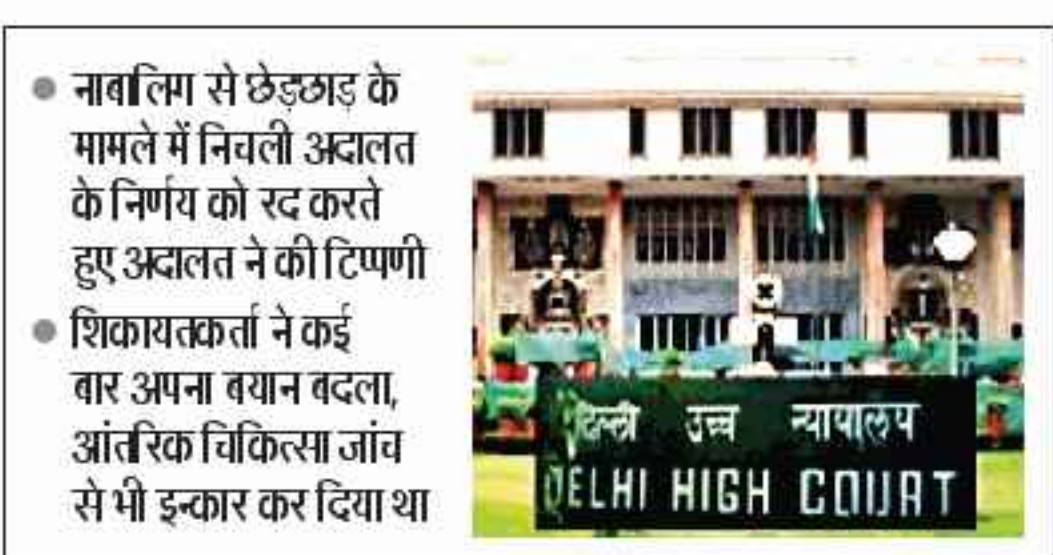 ● नाबालिग से छेड़छाड़ के
मामले में निचली अदालत
के निर्णय को रद करते
हुए अदालत ने की टिप्पणी
● शिकायतकर्ता ने कई
बार अपना बयान बदला,
आंतरिक चिकित्सा जांच
से भी इन्कार कर दिया था
दिल्ली उच्च न्यायालय
DELHI HIGH COURT